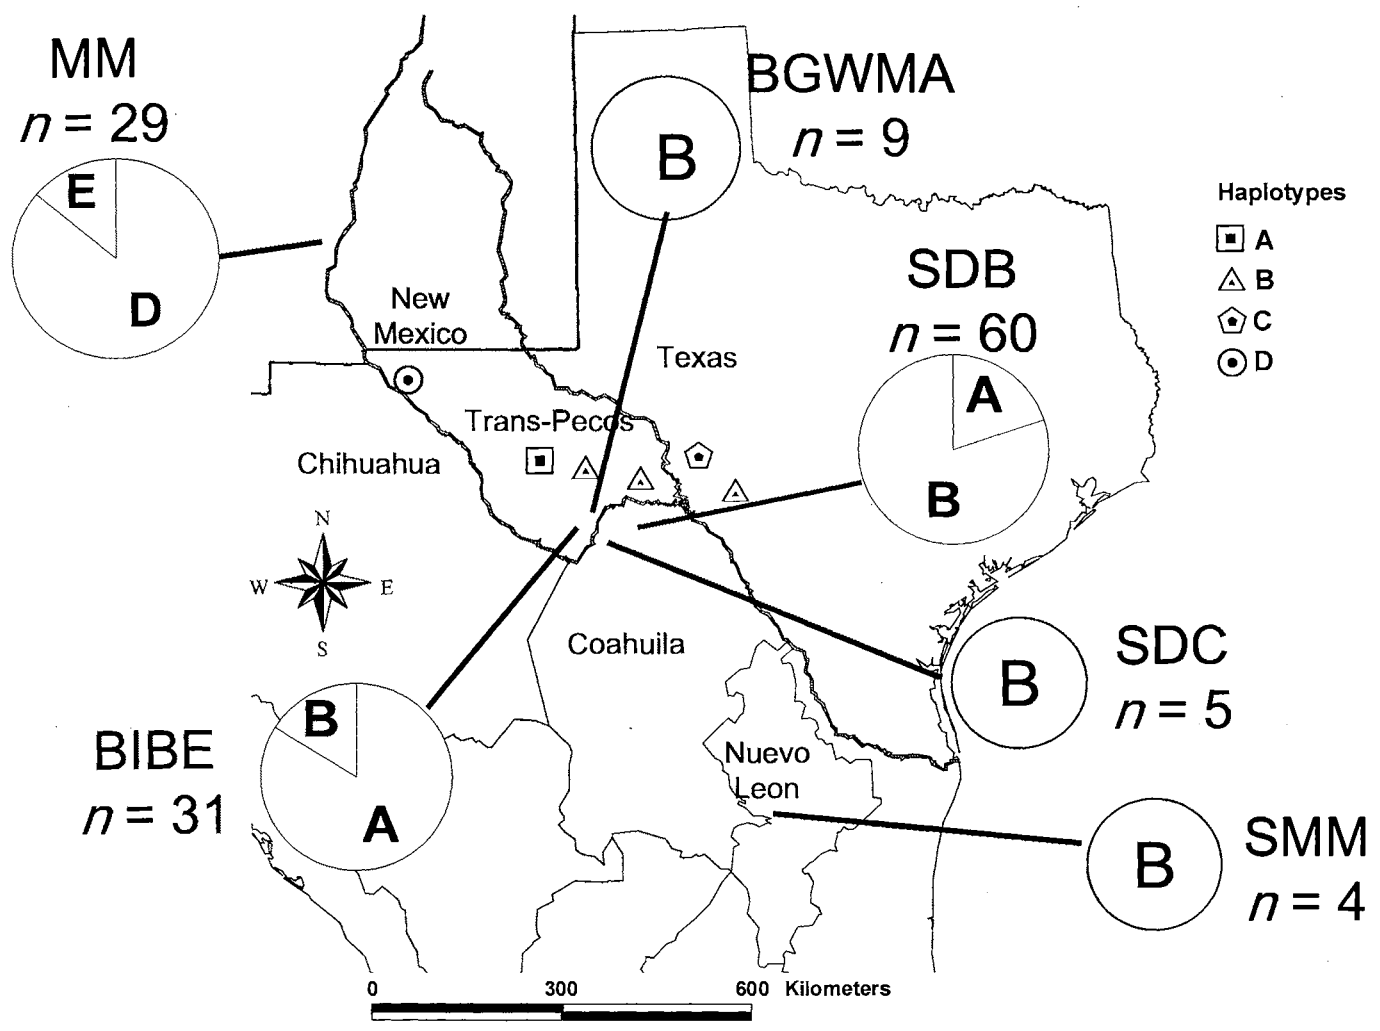 MM
n = 29
E
D
BGWMA
n = 9
B
Haplotypes
A
B
C
D
SDB
n = 60
A
B
New
Mexico
Texas
Trans-Pecos
Chihuahua
N
W E
S
Coahuila
SDC
n = 5
B
BIBE
n = 31
B
A
Nuevo
Leon
SMM
n = 4
B
0 300 600 Kilometers